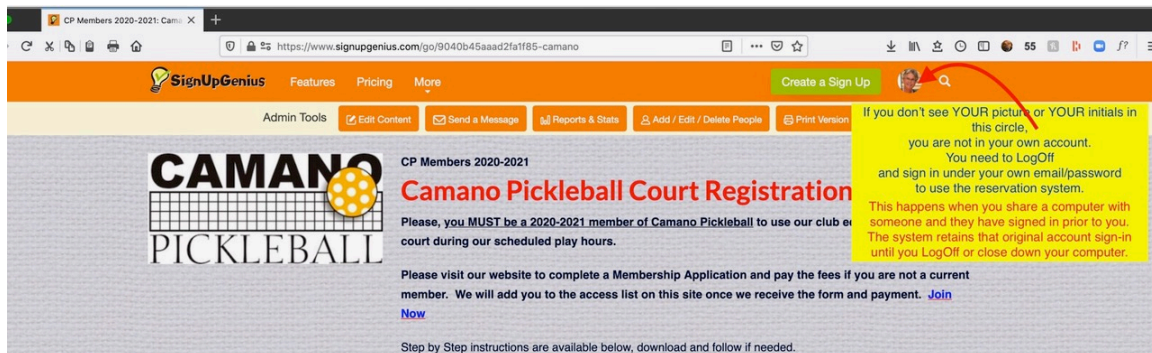 CP Members 2020-2021: Cama
https://www.signupgenius.com/go/9040b45aaad2fa1f85-camano
55
f?
SignUpGenius Features Pricing More Create a Sign Up
Admin Tools Edit Content Send a Message Reports & Stats Add / Edit / Delete People Print Version
If you don't see YOUR picture or YOUR initials in
this circle,
you are not in your own account.
You need to LogOff
and sign in under your own email/password
to use the reservation system.
This happens when you share a computer with
someone and they have signed in prior to you.
The system retains that original account sign-in
until you LogOff or close down your computer.
CAMANO
PICKLEBALL
CP Members 2020-2021
Camano Pickleball Court Registration
Please, you MUST be a 2020-2021 member of Camano Pickleball to use our club
court during our scheduled play hours.
Please visit our website to complete a Membership Application and pay the fees if you are not a current
member. We will add you to the access list on this site once we receive the form and payment. Join
Now
Step by Step instructions are available below, download and follow if needed.